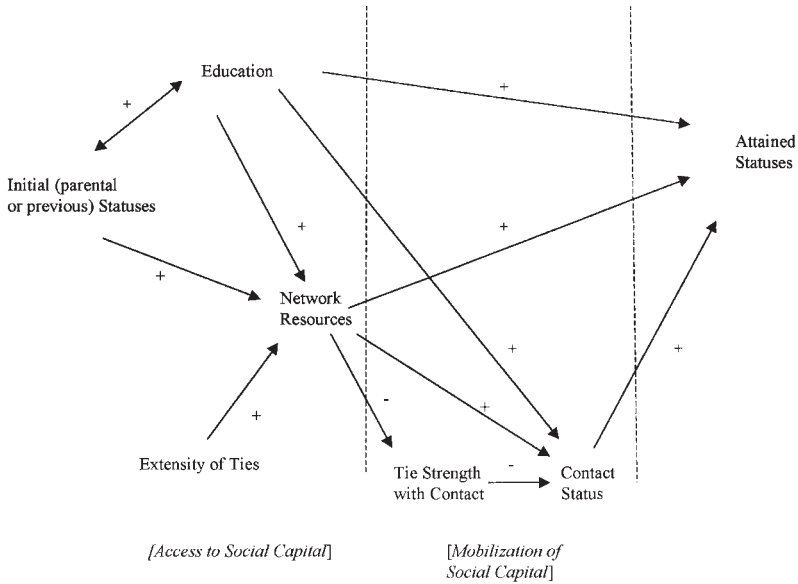 Education
+
+
Attained
Statuses
Initial (parental
or previous) Statuses
+
+
+
Network
Resources
+
+
-
+
+
Extensity of Ties
-
Tie Strength
with Contact
Contact
Status
[Access to Social Capital]
[Mobilization of
Social Capital]